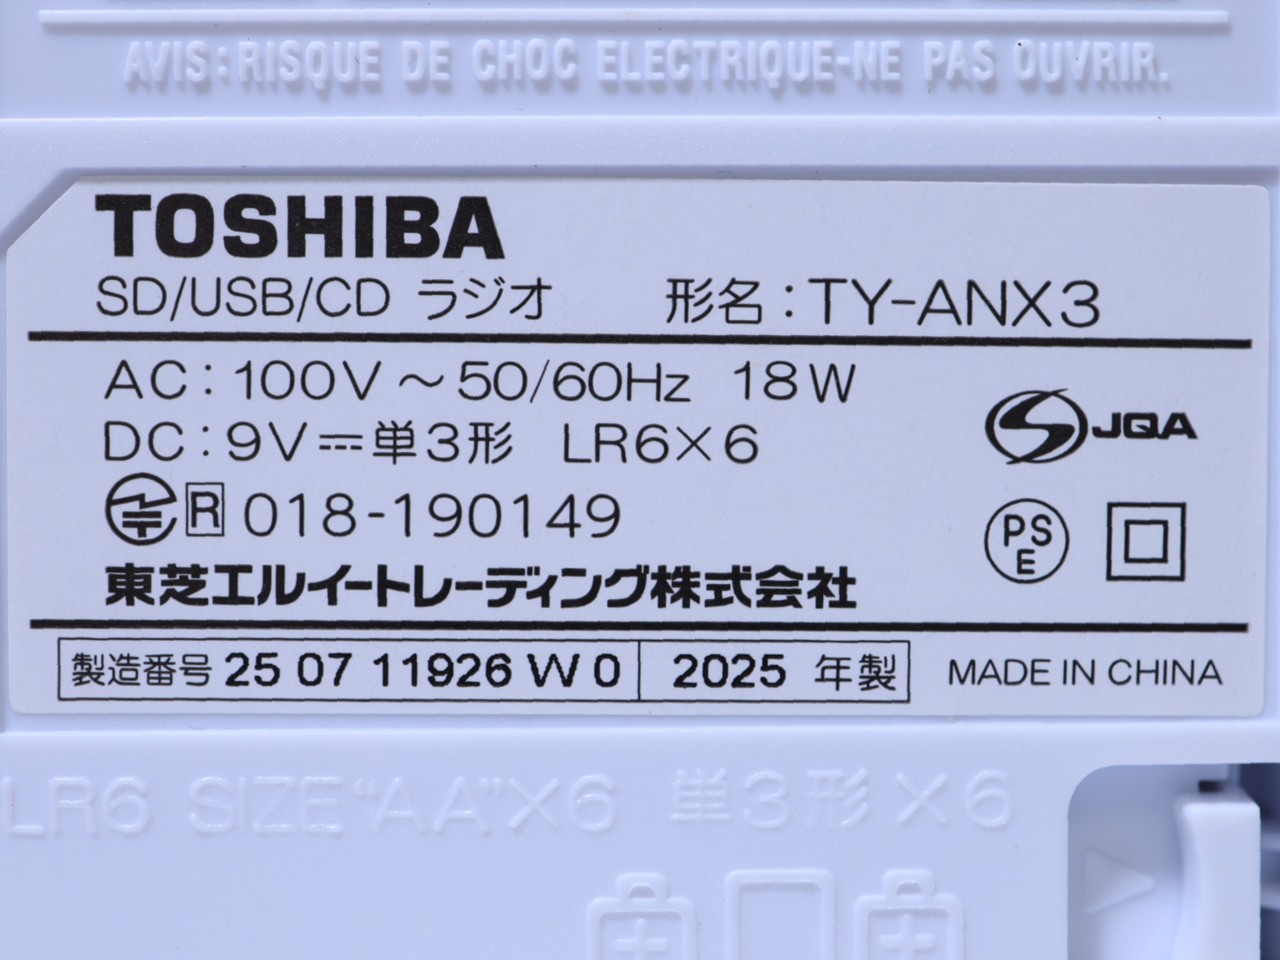 AVIS:RISQUE DE CHOC ELECTRIQUE-NE PAS OUVRIR.
TOSHIBA
SD/USB/CD ラジオ 形名:TY-ANX3
AC:100V～50/60Hz 18W
DC:9V⎓単3形 LR6×6
JQA
R 018-190149
PS
E
東芝エルイートレーディング株式会社
製造番号 25 07 11926 W 0 2025 年製 MADE IN CHINA
LR6 SIZE "AA"×6 単3形×6